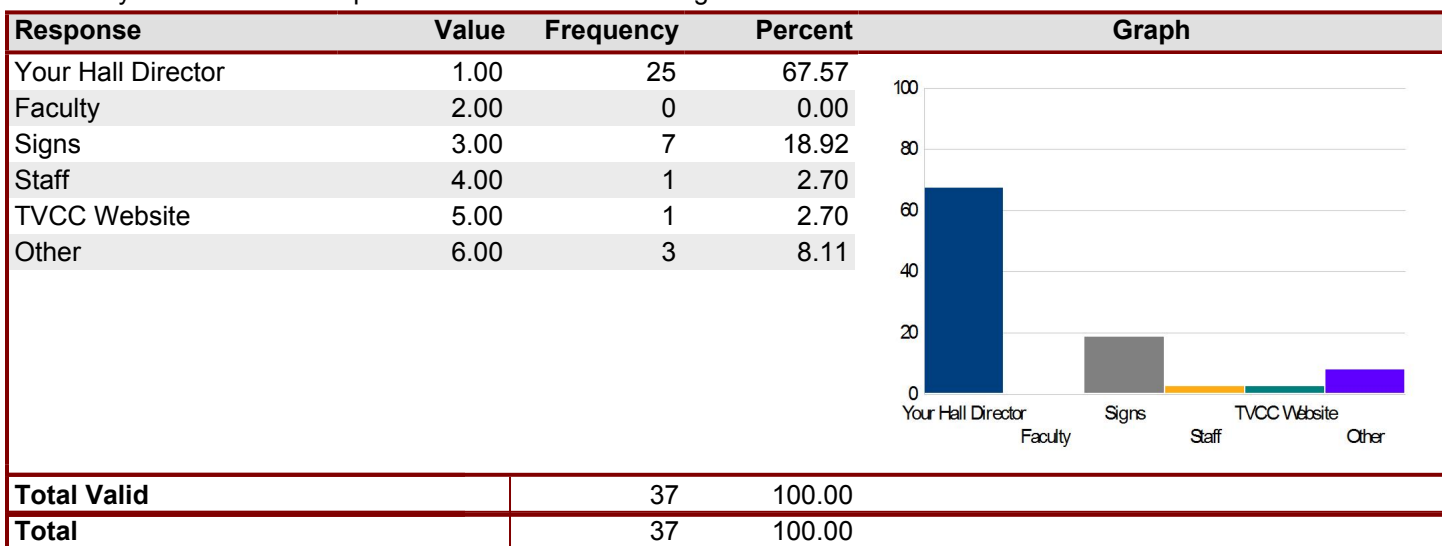 Response Value Frequency Percent Graph
Your Hall Director 1.00 25 67.57
Faculty 2.00 0 0.00
Signs 3.00 7 18.92
Staff 4.00 1 2.70
TVCC Website 5.00 1 2.70
Other 6.00 3 8.11
100
80
60
40
20
0
Your Hall Director Signs TVCC Website
Faculty Staff Other
Total Valid 37 100.00
Total 37 100.00